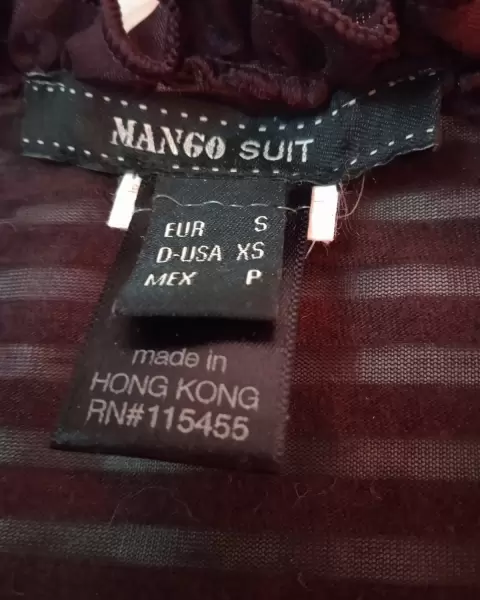 MANGO SUIT
EUR S
D-USA XS
MEX P
made in
HONG KONG
RN#115455